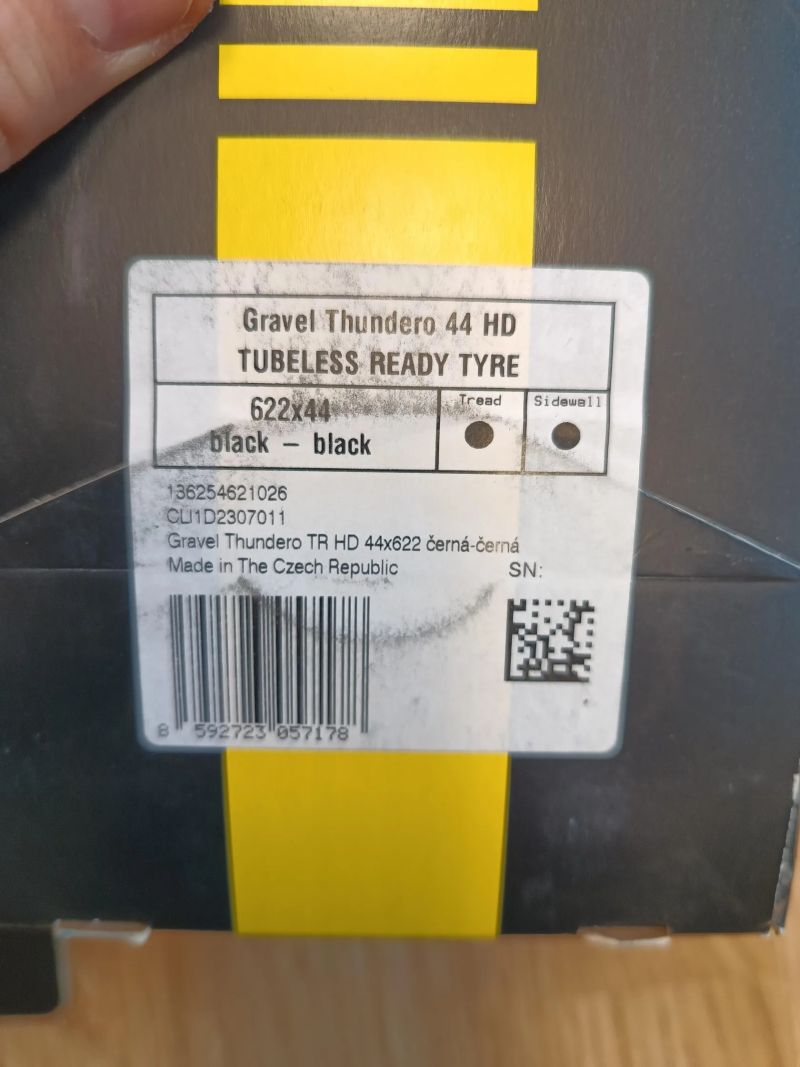 Gravel Thundero 44 HD
TUBELESS READY TYRE
622x44
black – black
Tread
Sidewall
136254621026
CLI1D2307011
Gravel Thundero TR HD 44x622 černá-černá
Made in The Czech Republic
SN:
8 592723 057178